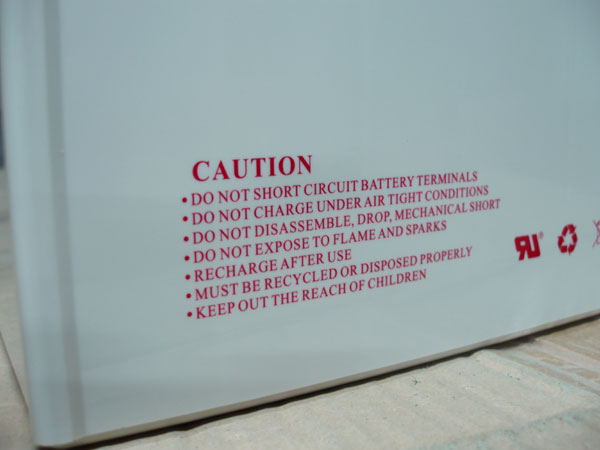 CAUTION
• DO NOT SHORT CIRCUIT BATTERY TERMINALS
• DO NOT CHARGE UNDER AIR TIGHT CONDITIONS
• DO NOT DISASSEMBLE, DROP, MECHANICAL SHORT
• DO NOT EXPOSE TO FLAME AND SPARKS
• RECHARGE AFTER USE
• MUST BE RECYCLED OR DISPOSED PROPERLY
• KEEP OUT THE REACH OF CHILDREN